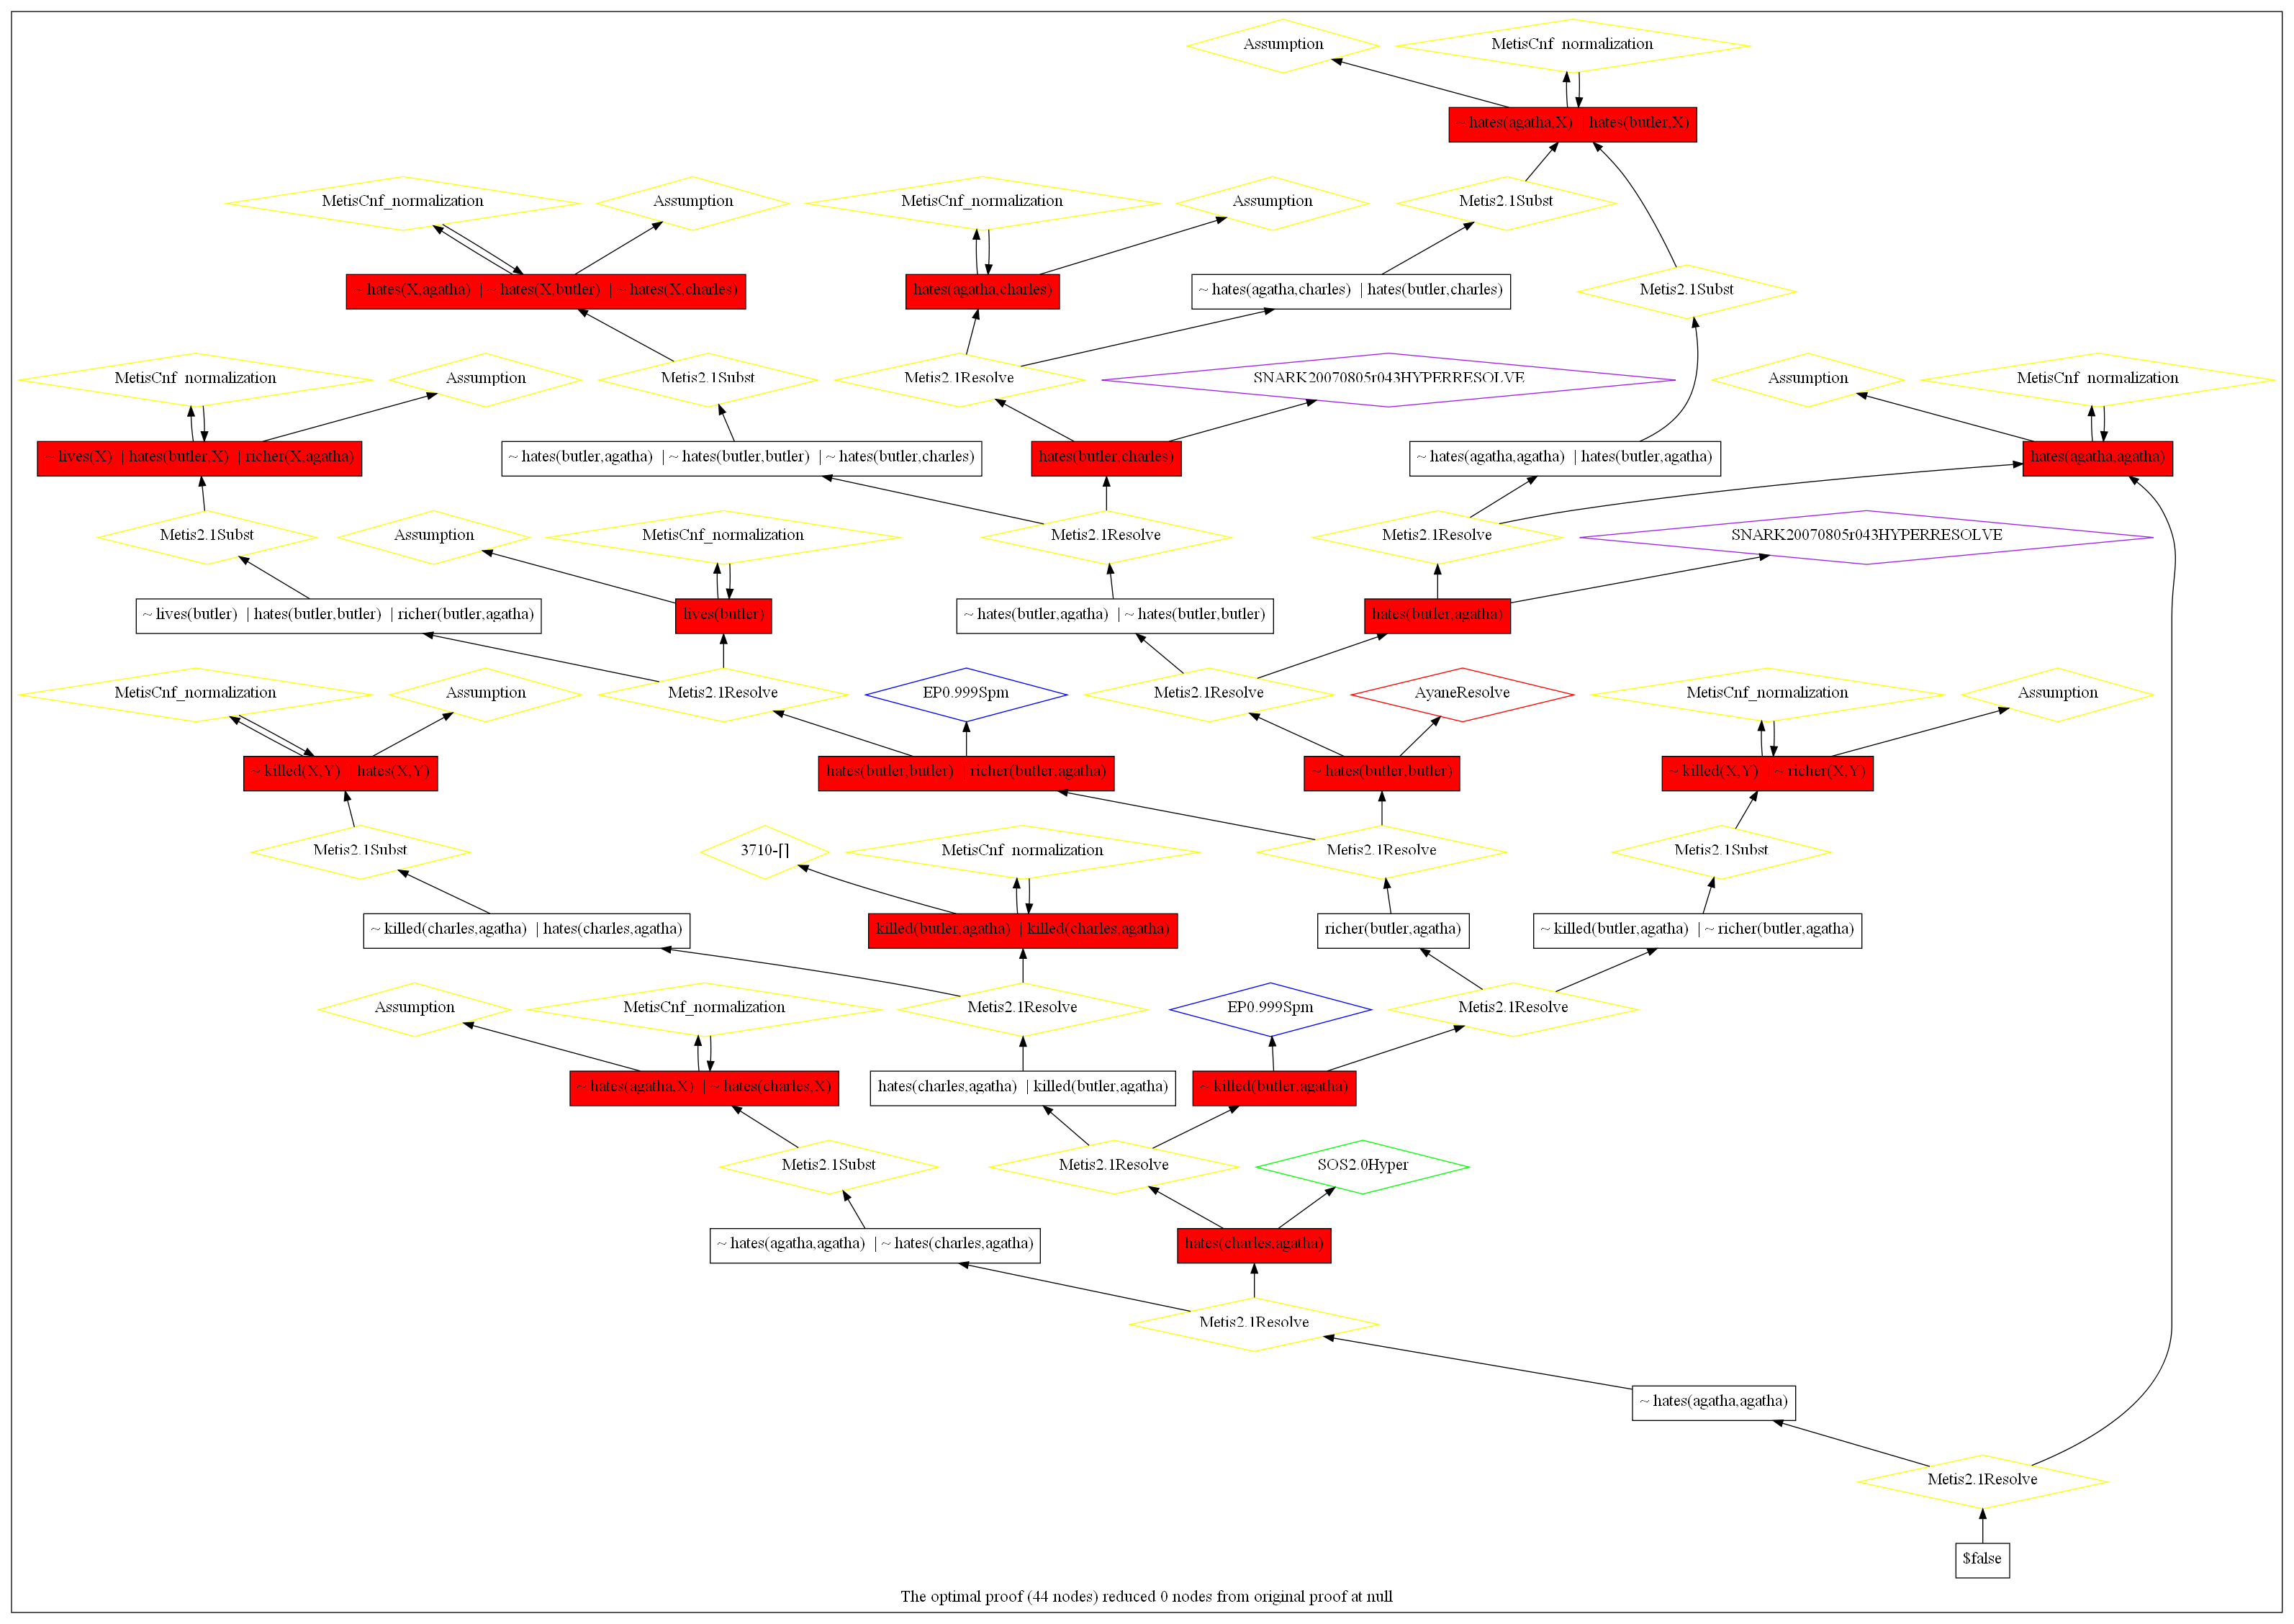 Assumption
MetisCnf_normalization
~ hates(agatha,X) | hates(butler,X)
MetisCnf_normalization
Assumption
MetisCnf_normalization
Assumption
Metis2.1Subst
~ hates(X,agatha) | ~ hates(X,butler) | ~ hates(X,charles)
hates(agatha,charles)
~ hates(agatha,charles) | hates(butler,charles)
Metis2.1Subst
MetisCnf_normalization
Assumption
Metis2.1Subst
Metis2.1Resolve
SNARK20070805r043HYPERRESOLVE
Assumption
MetisCnf_normalization
~ lives(X) | hates(butler,X) | richer(X,agatha)
~ hates(butler,agatha) | ~ hates(butler,butler) | ~ hates(butler,charles)
hates(butler,charles)
~ hates(agatha,agatha) | hates(butler,agatha)
hates(agatha,agatha)
Metis2.1Subst
Assumption
MetisCnf_normalization
Metis2.1Resolve
Metis2.1Resolve
SNARK20070805r043HYPERRESOLVE
~ lives(butler) | hates(butler,butler) | richer(butler,agatha)
lives(butler)
~ hates(butler,agatha) | ~ hates(butler,butler)
hates(butler,agatha)
MetisCnf_normalization
Assumption
Metis2.1Resolve
EP0.999Spm
Metis2.1Resolve
AyaneResolve
MetisCnf_normalization
Assumption
~ killed(X,Y) | hates(X,Y)
hates(butler,butler) | richer(butler,agatha)
~ hates(butler,butler)
~ killed(X,Y) | ~ richer(X,Y)
Metis2.1Subst
3710-[]
MetisCnf_normalization
Metis2.1Resolve
Metis2.1Subst
~ killed(charles,agatha) | hates(charles,agatha)
killed(butler,agatha) | killed(charles,agatha)
richer(butler,agatha)
~ killed(butler,agatha) | ~ richer(butler,agatha)
Assumption
MetisCnf_normalization
Metis2.1Resolve
EP0.999Spm
Metis2.1Resolve
~ hates(agatha,X) | ~ hates(charles,X)
hates(charles,agatha) | killed(butler,agatha)
~ killed(butler,agatha)
Metis2.1Subst
Metis2.1Resolve
SOS2.0Hyper
~ hates(agatha,agatha) | ~ hates(charles,agatha)
hates(charles,agatha)
Metis2.1Resolve
~ hates(agatha,agatha)
Metis2.1Resolve
$false
The optimal proof (44 nodes) reduced 0 nodes from original proof at null